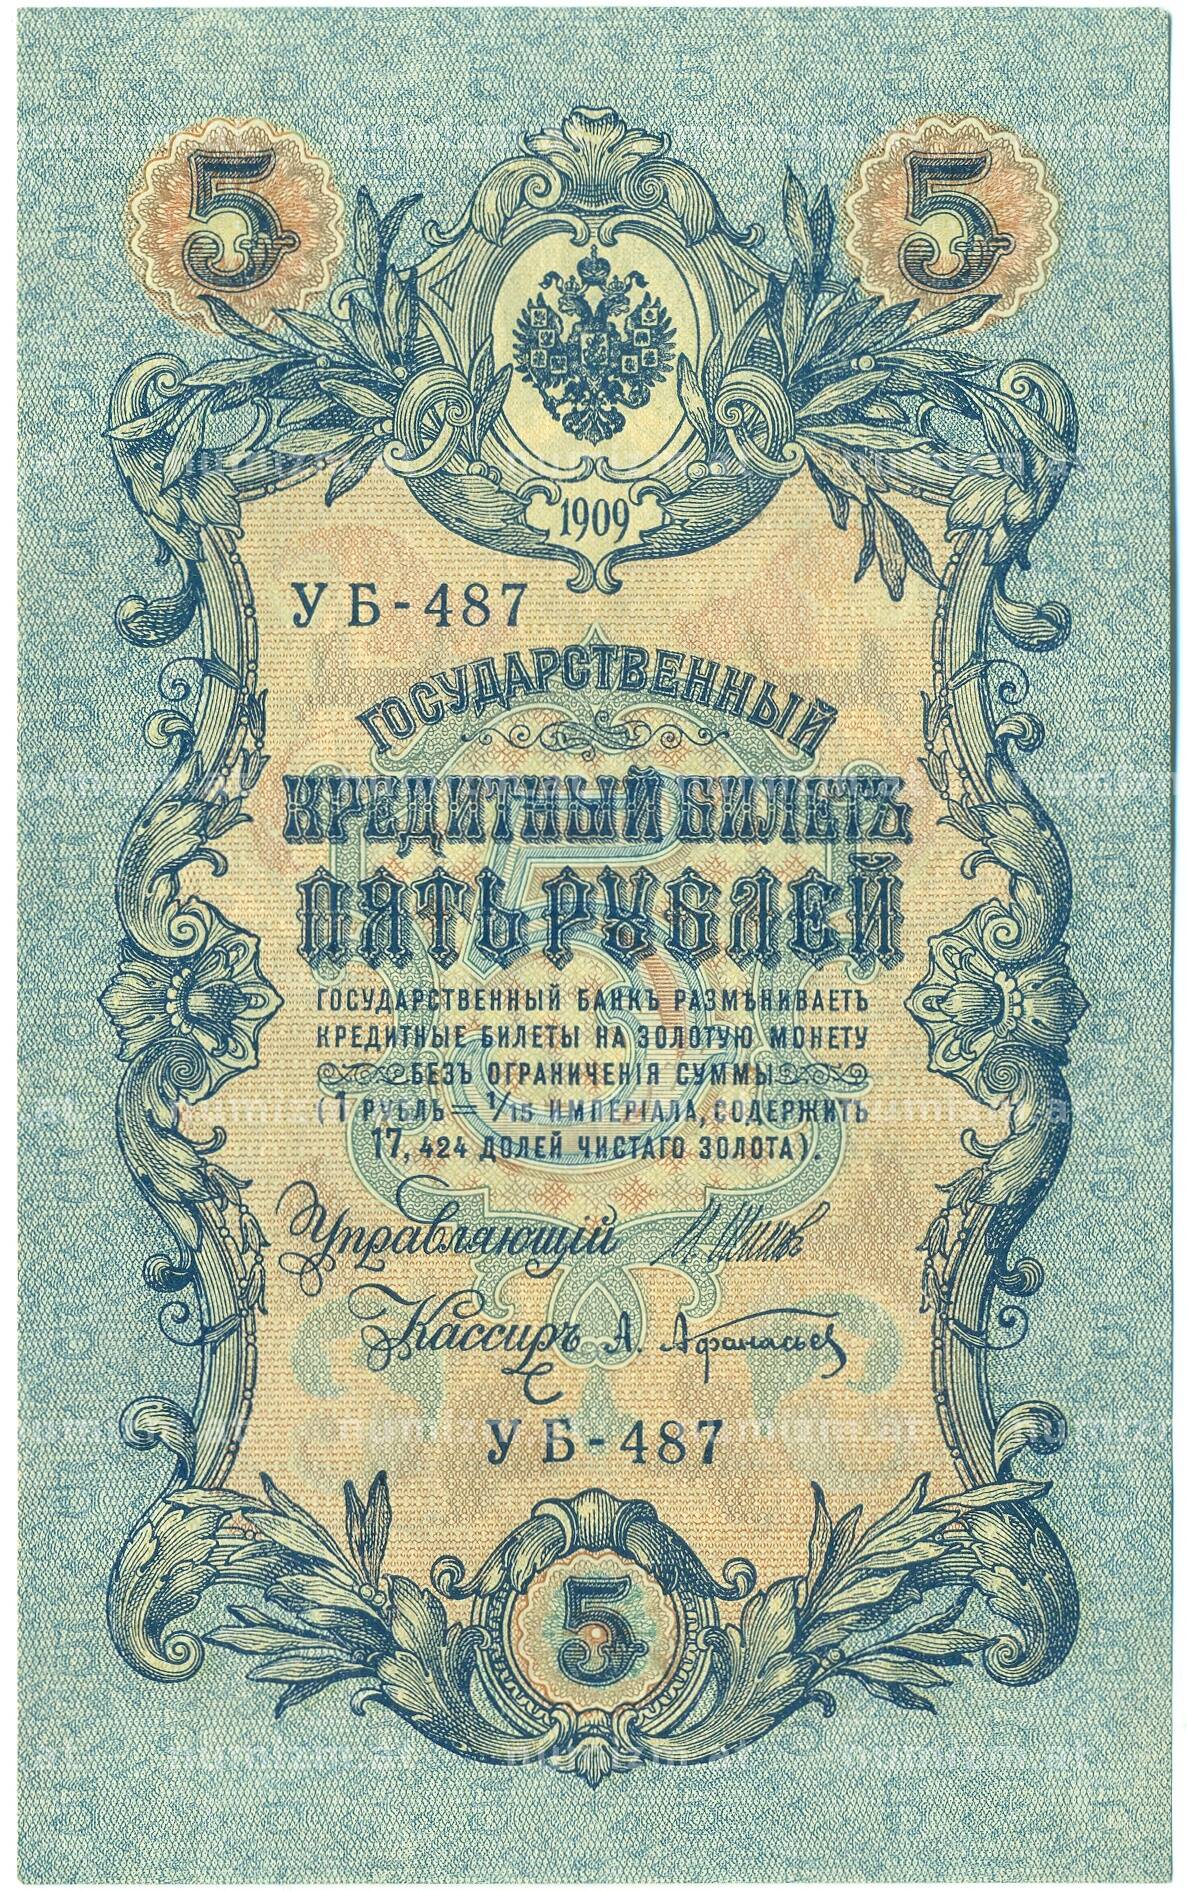 5 5
1909
УБ-487
ГОСУДАРСТВЕННЫЙ
КРЕДИТНЫЙ БИЛЕТЪ
ПЯТЬ РУБЛЕЙ
ГОСУДАРСТВЕННЫЙ БАНКЪ РАЗМѢНИВАЕТЪ
КРЕДИТНЫЕ БИЛЕТЫ НА ЗОЛОТУЮ МОНЕТУ
БЕЗЪ ОГРАНИЧЕНІЯ СУММЫ
(1 РУБЛЬ = 1/15 ИМПЕРІАЛА, СОДЕРЖИТЪ
17,424 ДОЛЕЙ ЧИСТАГО ЗОЛОТА).
Управляющій И. Шипов
Кассиръ А. Афанасьев
УБ-487
5